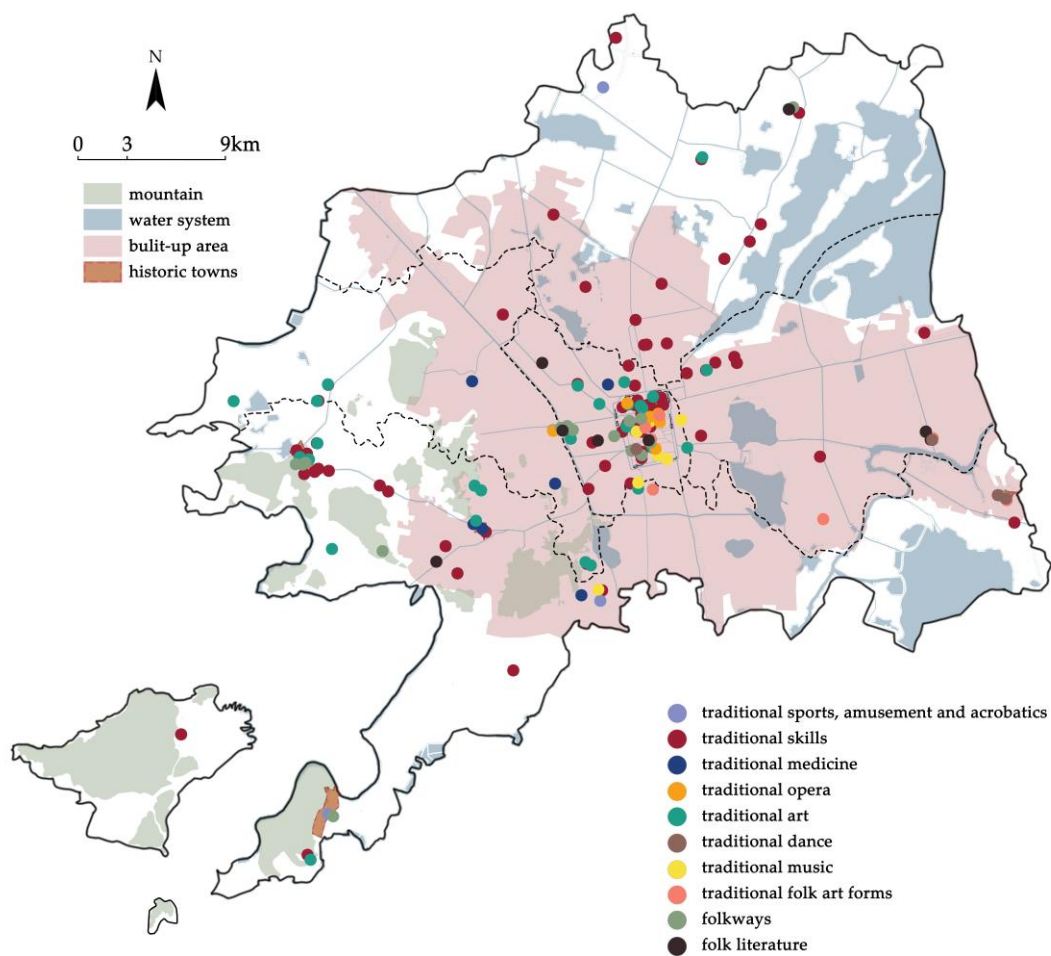 N
0 3 9km
mountain
water system
bulit-up area
historic towns
traditional sports, amusement and acrobatics
traditional skills
traditional medicine
traditional opera
traditional art
traditional dance
traditional music
traditional folk art forms
folkways
folk literature